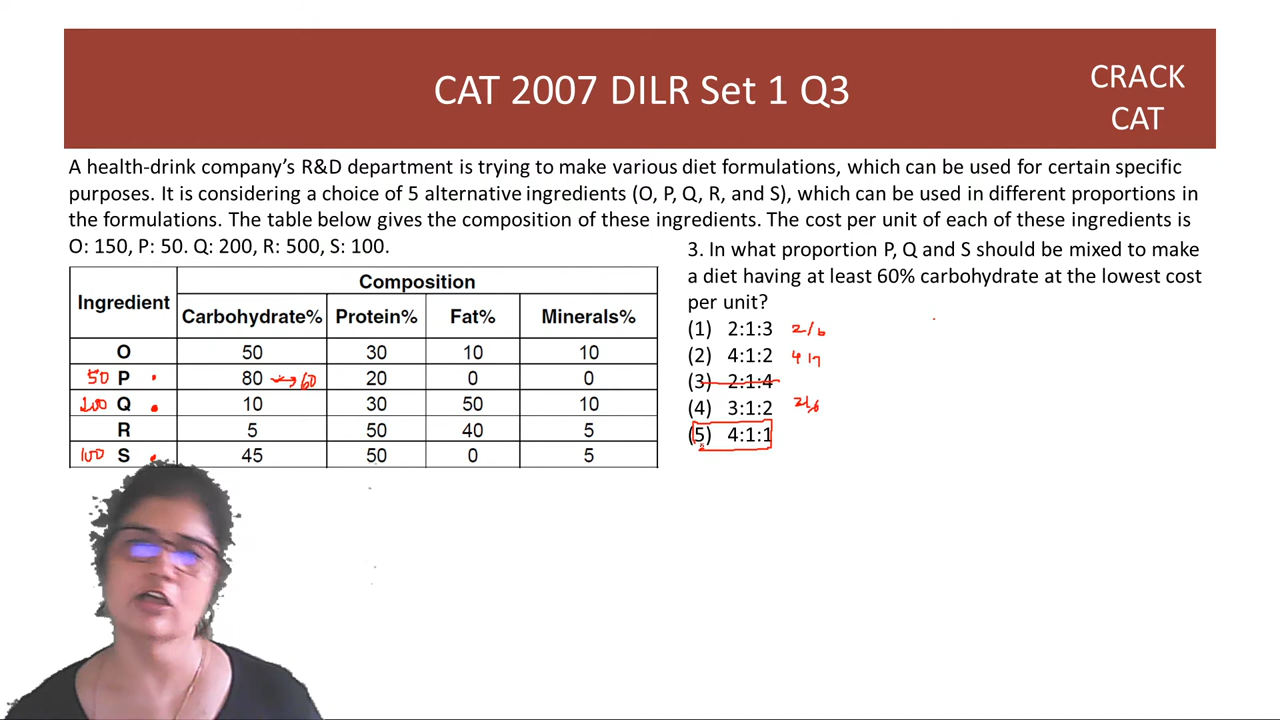 CAT 2007 DILR Set 1 Q3
CRACK
CAT
A health-drink company's R&D department is trying to make various diet formulations, which can be used for certain specific
purposes. It is considering a choice of 5 alternative ingredients (O, P, Q, R, and S), which can be used in different proportions in
the formulations. The table below gives the composition of these ingredients. The cost per unit of each of these ingredients is
O: 150, P: 50. Q: 200, R: 500, S: 100.
Ingredient Composition
Carbohydrate% Protein% Fat% Minerals%
O 50 30 10 10
50 P 80 60 20 0 0
200 Q 10 30 50 10
R 5 50 40 5
100 S 45 50 0 5
3. In what proportion P, Q and S should be mixed to make
a diet having at least 60% carbohydrate at the lowest cost
per unit?
(1) 2:1:3 2/6
(2) 4:1:2 4/7
(3) 2:1:4
(4) 3:1:2
(5) 4:1:1